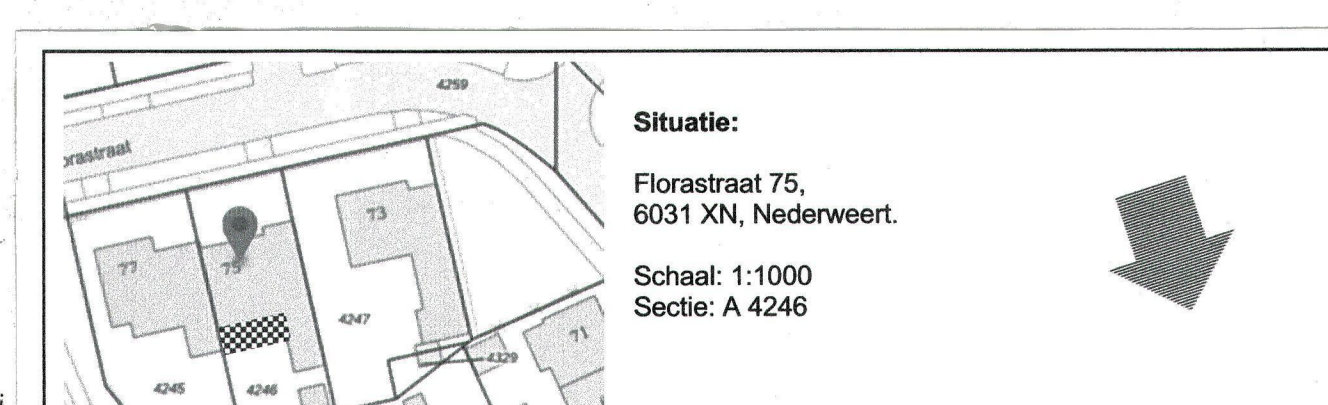 4259
orastraat
73
77
75
4247
71
4329
4245
4246
Situatie:
Florastraat 75,
6031 XN, Nederweert.
Schaal: 1:1000
Sectie: A 4246